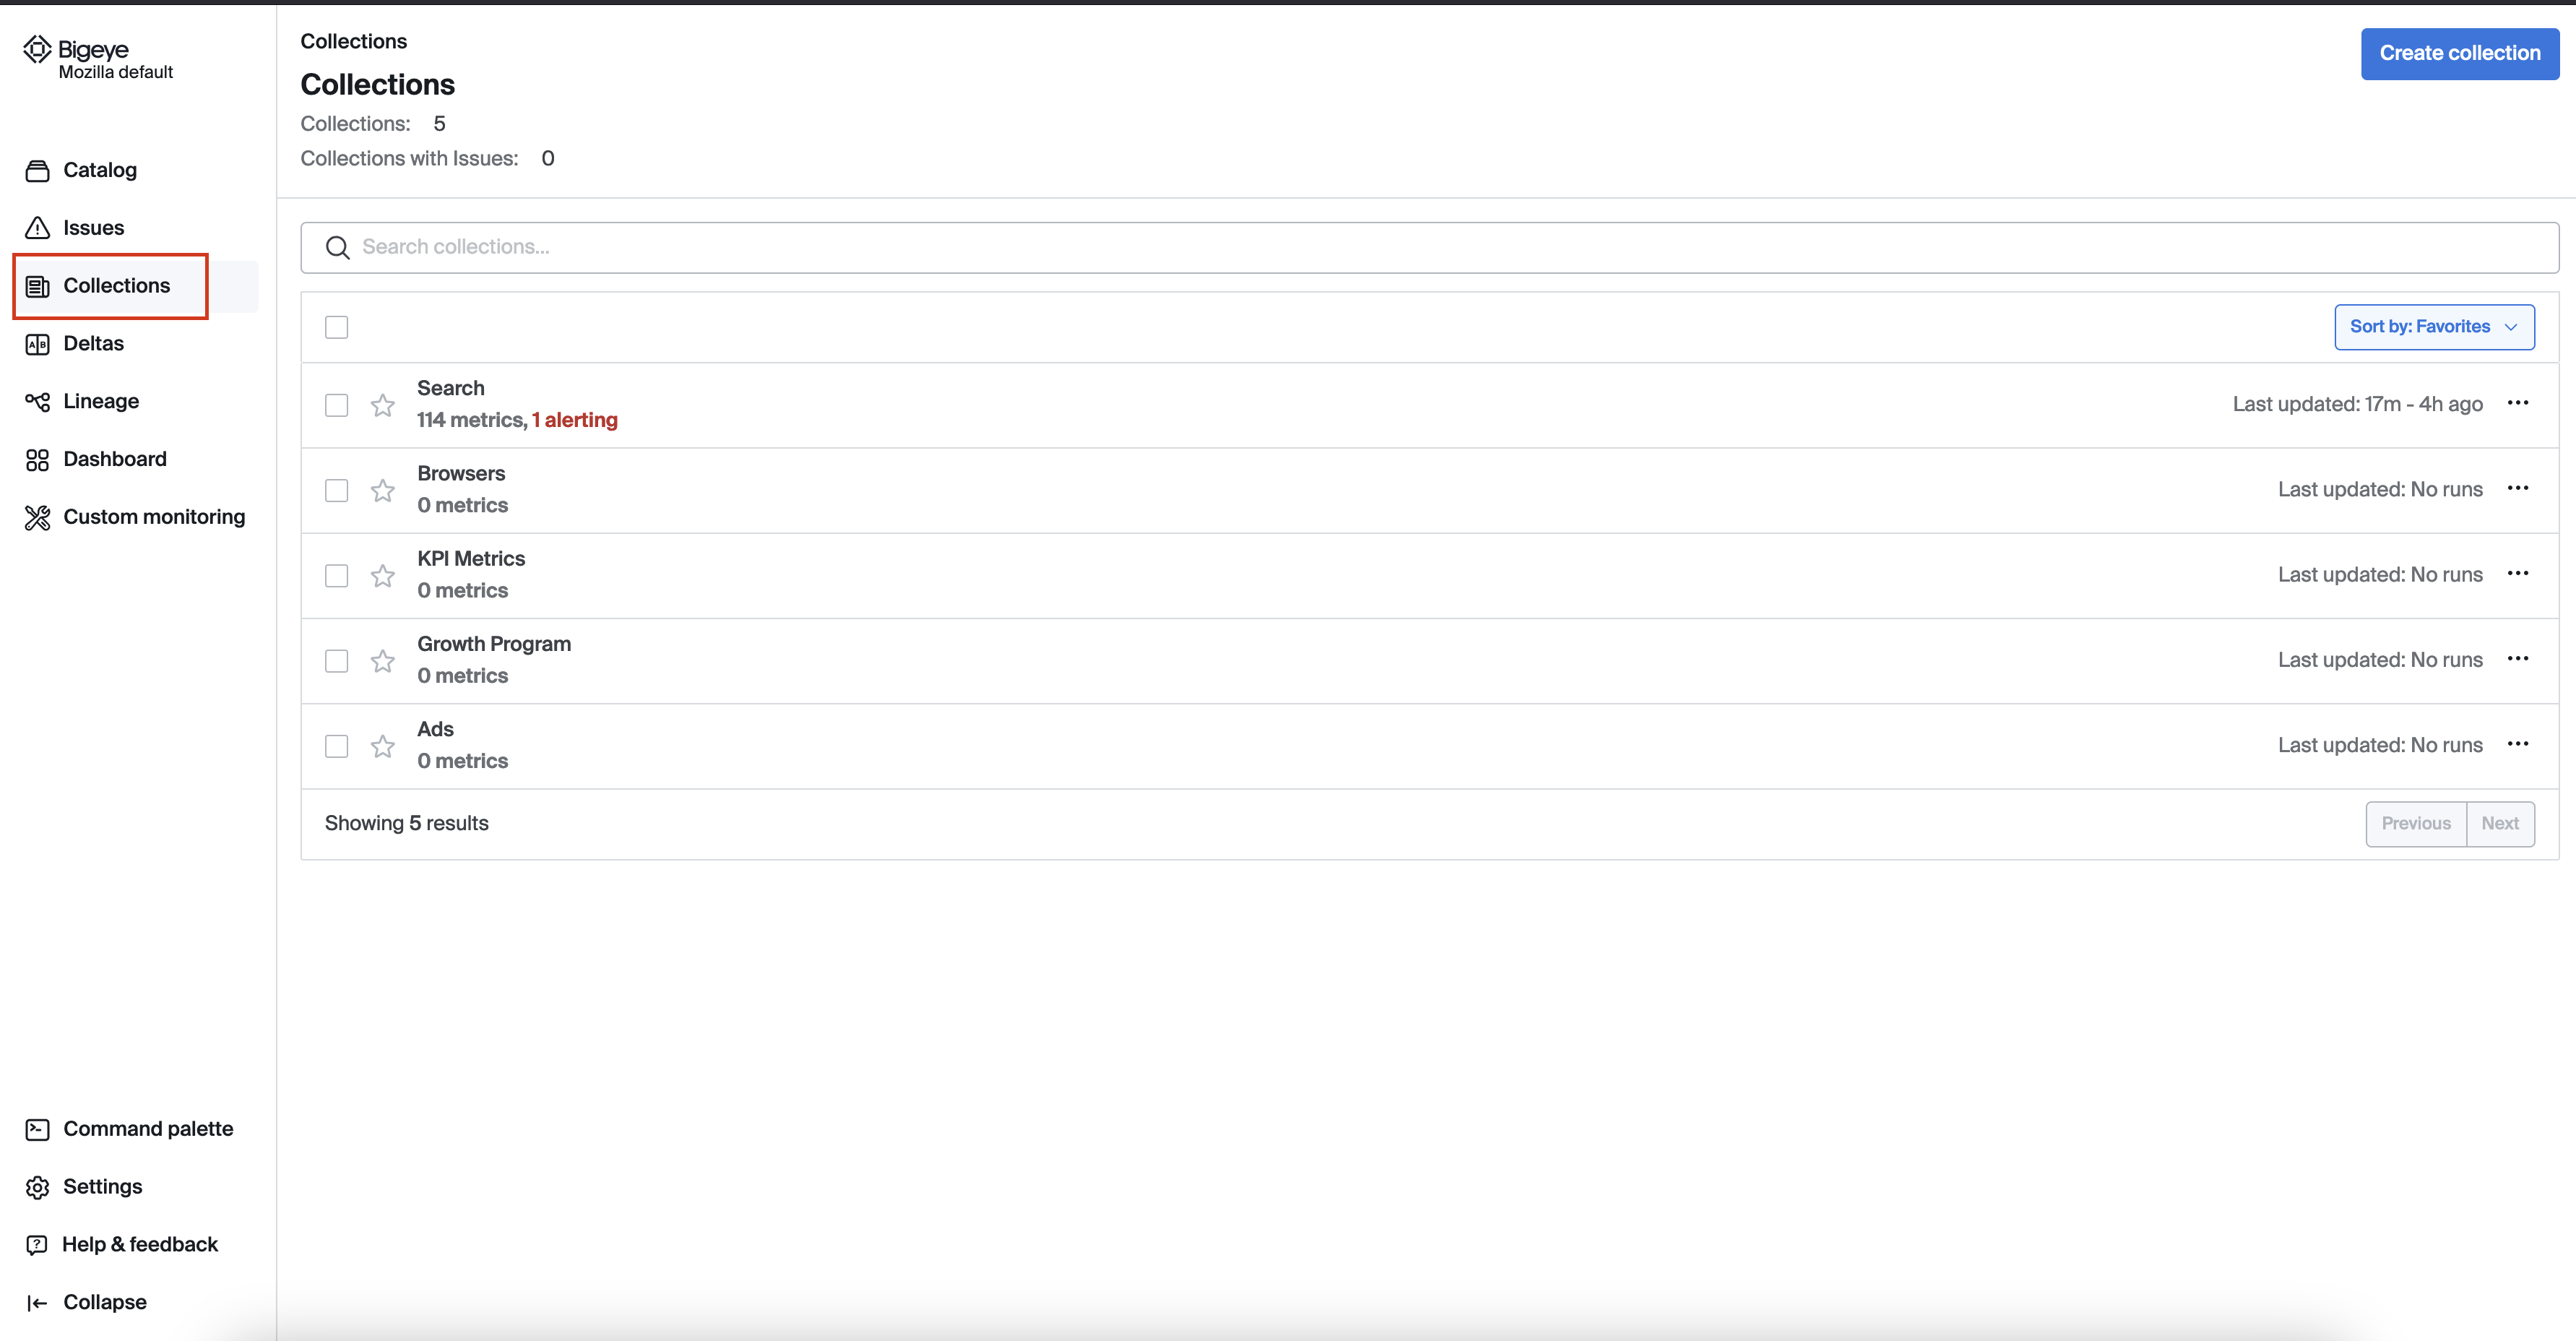 Bigeye
Mozilla default
Catalog
Issues
Collections
Deltas
A B
Lineage
Dashboard
Custom monitoring
Command palette
Settings
Help & feedback
Collapse
Collections
Collections
Collections: 5
Collections with Issues: 0
Create collection
Search collections...
Sort by: Favorites
Search
114 metrics, 1 alerting
Last updated: 17m - 4h ago
Browsers
0 metrics
Last updated: No runs
KPI Metrics
0 metrics
Last updated: No runs
Growth Program
0 metrics
Last updated: No runs
Ads
0 metrics
Last updated: No runs
Showing 5 results
Previous
Next